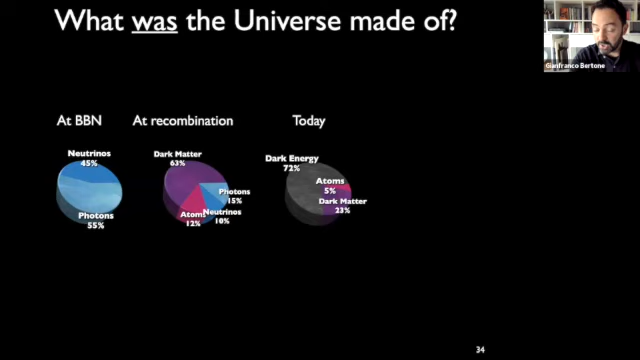 What was the Universe made of?
Gianfranco Bertone
At BBN
At recombination
Today
Neutrinos
45%
Photons
55%
Dark Matter
63%
Photons
15%
Neutrinos
10%
Atoms
12%
Dark Energy
72%
Atoms
5%
Dark Matter
23%
34